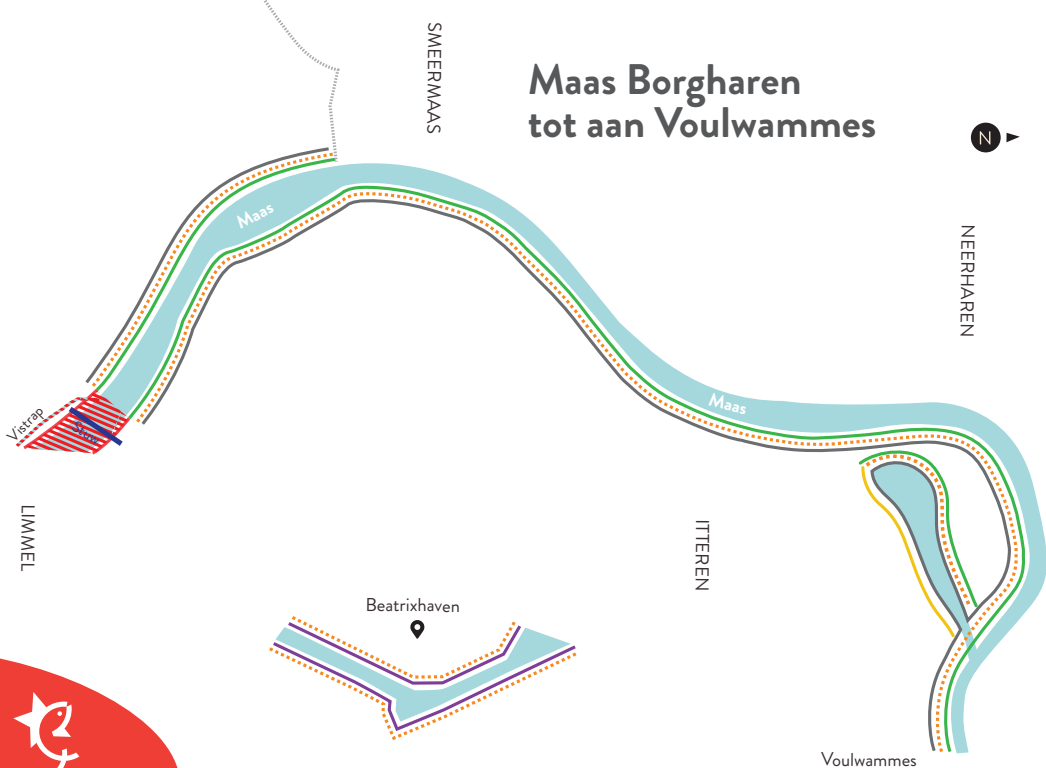 SMEERMAAS
Maas Borgharen
tot aan Voulwammes
N
Maas
NEERHAREN
Maas
Vistrap
Stuw
LIMMEL
ITTEREN
Beatrixhaven
Voulwammes